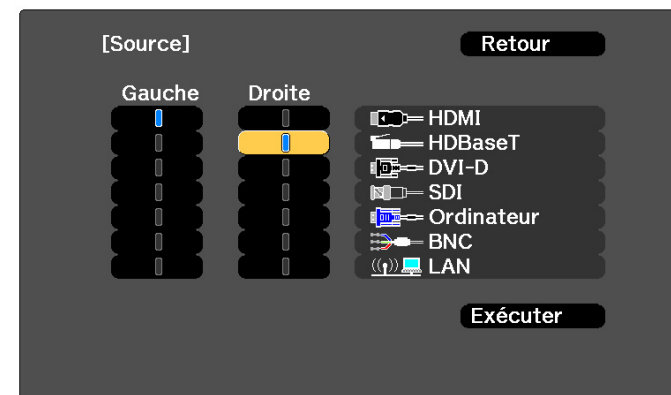 [Source] Retour
Gauche Droite
HDMI
HDBaseT
DVI-D
SDI
Ordinateur
BNC
LAN
Exécuter